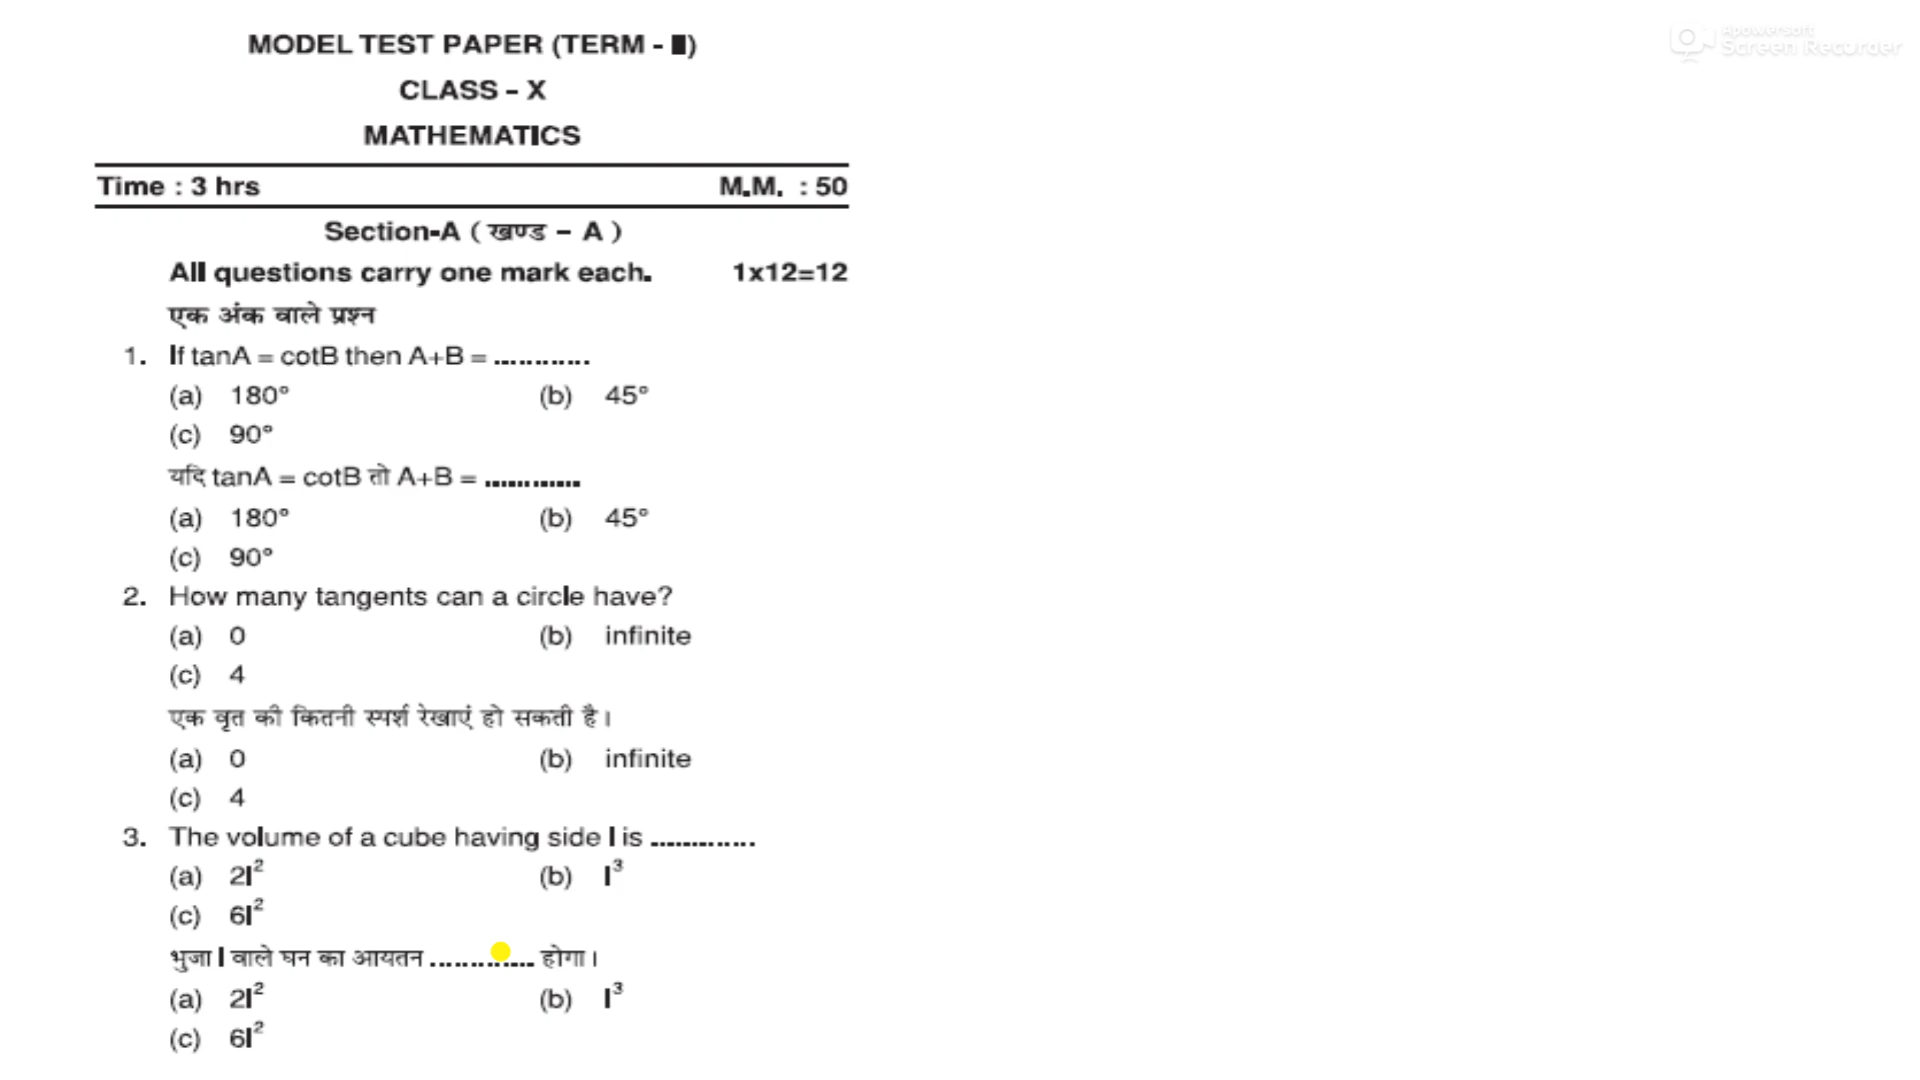 MODEL TEST PAPER (TERM - II)
CLASS – X
MATHEMATICS
Time : 3 hrs M.M. : 50
Section-A ( खण्ड – A )
All questions carry one mark each. 1x12=12
एक अंक वाले प्रश्न
1. If tanA = cotB then A+B = ............
(a) 180° (b) 45°
(c) 90°
यदि tanA = cotB तो A+B = ............
(a) 180° (b) 45°
(c) 90°
2. How many tangents can a circle have?
(a) 0 (b) infinite
(c) 4
एक वृत की कितनी स्पर्श रेखाएं हो सकती है।
(a) 0 (b) infinite
(c) 4
3. The volume of a cube having side l is .............
(a) 2l² (b) l³
(c) 6l²
भुजा l वाले घन का आयतन ............. होगा।
(a) 2l² (b) l³
(c) 6l²
Apowersoft
Screen Recorder